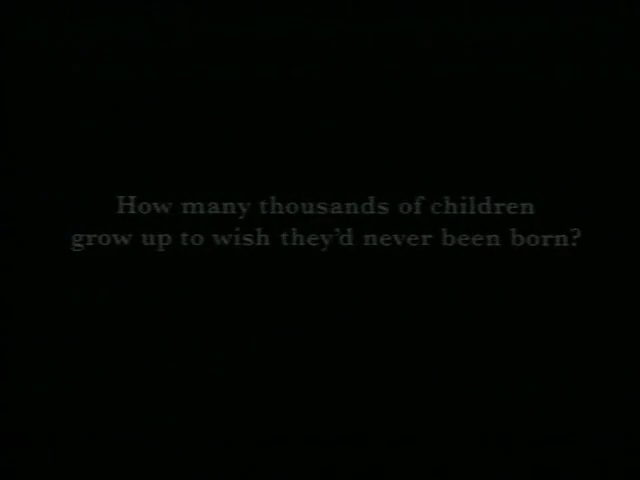 How many thousands of children
grow up to wish they'd never been born?